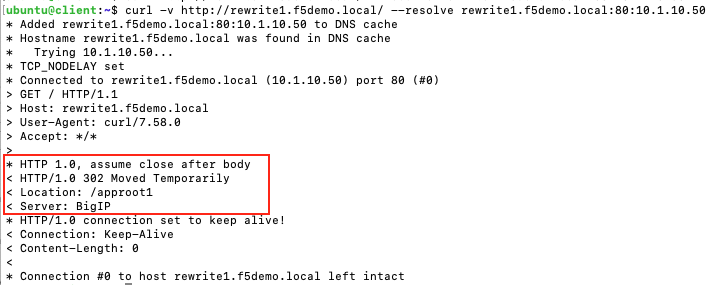 [ubuntu@client:~$ curl -v http://rewrite1.f5demo.local/ --resolve rewrite1.f5demo.local:80:10.1.10.50
* Added rewrite1.f5demo.local:80:10.1.10.50 to DNS cache
* Hostname rewrite1.f5demo.local was found in DNS cache
*   Trying 10.1.10.50...
* TCP_NODELAY set
* Connected to rewrite1.f5demo.local (10.1.10.50) port 80 (#0)
> GET / HTTP/1.1
> Host: rewrite1.f5demo.local
> User-Agent: curl/7.58.0
> Accept: */*
>
* HTTP 1.0, assume close after body
< HTTP/1.0 302 Moved Temporarily
< Location: /approot1
< Server: BigIP
* HTTP/1.0 connection set to keep alive!
< Connection: Keep-Alive
< Content-Length: 0
<
* Connection #0 to host rewrite1.f5demo.local left intact